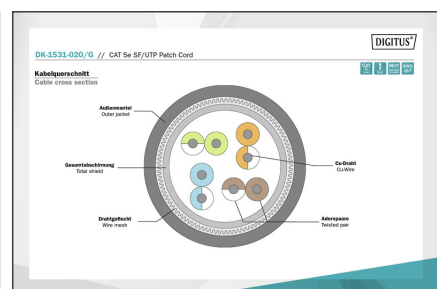 DIGITUS®
DK-1531-020/G // CAT 5e SF/UTP Patch Cord
Kabelquerschnitt
Cable cross section
Außenmantel
Outer jacket
Gesamtabschirmung
Total shield
Drahtgeflecht
Wire mesh
Cu-Draht
Cu-Wire
Adernpaare
Twisted pair